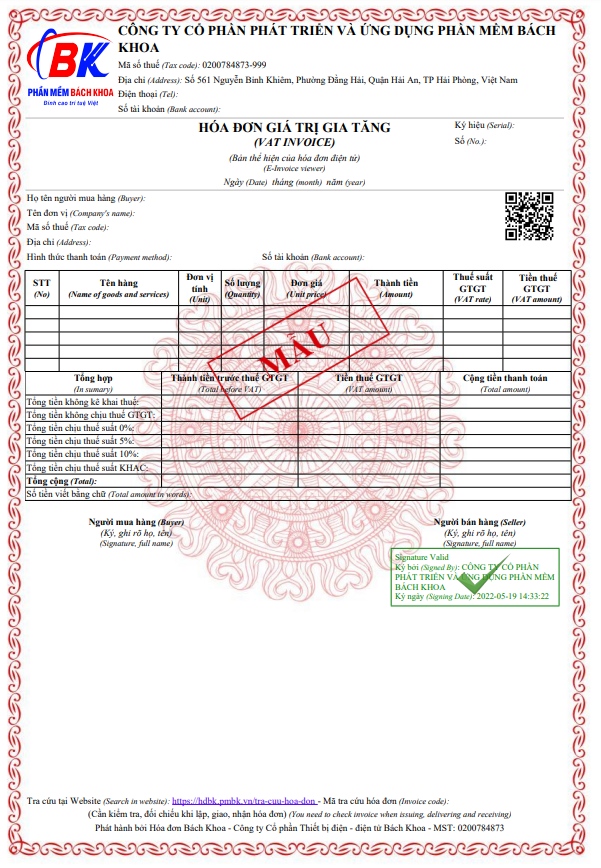 BK
PHẦN MỀM BÁCH KHOA
Đỉnh cao trí tuệ Việt
CÔNG TY CỔ PHẦN PHÁT TRIỂN VÀ ỨNG DỤNG PHẦN MỀM BÁCH
KHOA
Mã số thuế (Tax code): 0200784873-999
Địa chỉ (Address): Số 561 Nguyễn Bỉnh Khiêm, Phường Đằng Hải, Quận Hải An, TP Hải Phòng, Việt Nam
Điện thoại (Tel):
Số tài khoản (Bank account):
HÓA ĐƠN GIÁ TRỊ GIA TĂNG
(VAT INVOICE)
(Bản thể hiện của hóa đơn điện tử)
(E-Invoice viewer)
Ngày (Date) tháng (month) năm (year)
Ký hiệu (Serial):
Số (No.):
Họ tên người mua hàng (Buyer):
Tên đơn vị (Company's name):
Mã số thuế (Tax code):
Địa chỉ (Address):
Hình thức thanh toán (Payment method): Số tài khoản (Bank account):
STT (No) Tên hàng (Name of goods and services) Đơn vị tính (Unit) Số lượng (Quantity) Đơn giá (Unit price) Thành tiền (Amount) Thuế suất GTGT (VAT rate) Tiền thuế GTGT (VAT amount)
MẪU
Tổng hợp (In sumary) Thành tiền trước thuế GTGT (Total before VAT) Tiền thuế GTGT (VAT amount) Cộng tiền thanh toán (Total amount)
Tổng tiền không kê khai thuế:
Tổng tiền không chịu thuế GTGT:
Tổng tiền chịu thuế suất 0%:
Tổng tiền chịu thuế suất 5%:
Tổng tiền chịu thuế suất 10%:
Tổng tiền chịu thuế suất KHAC:
Tổng cộng (Total):
Số tiền viết bằng chữ (Total amount in words):
Người mua hàng (Buyer)
(Ký, ghi rõ họ, tên)
(Signature, full name)
Người bán hàng (Seller)
(Ký, ghi rõ họ, tên)
(Signature, full name)
Signature Valid
Ký bởi (Signed By): CÔNG TY CỔ PHẦN
PHÁT TRIỂN VÀ ỨNG DỤNG PHẦN MỀM
BÁCH KHOA
Ký ngày (Signing Date): 2022-05-19 14:33:22
Tra cứu tại Website (Search in website): https://hdbk.pmbk.vn/tra-cuu-hoa-don - Mã tra cứu hóa đơn (Invoice code):
(Cần kiểm tra, đối chiếu khi lập, giao, nhận hóa đơn) (You need to check invoice when issuing, delivering and receiving)
Phát hành bởi Hóa đơn Bách Khoa - Công ty Cổ phần Thiết bị điện - điện tử Bách Khoa - MST: 0200784873